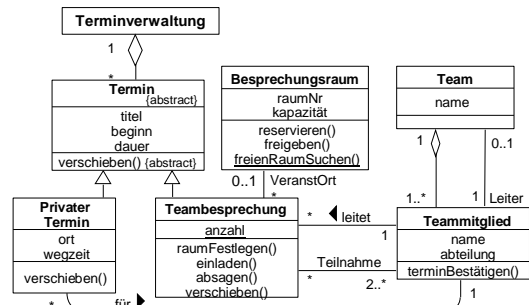 Terminverwaltung
1
*
Termin
{abstract}
titel
beginn
dauer
verschieben() {abstract}
Besprechungsraum
raumNr
kapazität
reservieren()
freigeben()
freienRaumSuchen()
Team
name
1
0..1
0..1 VeranstOrt
*
1..*
1 Leiter
Privater
Termin
ort
wegzeit
verschieben()
Teambesprechung
anzahl
raumFestlegen()
einladen()
absagen()
verschieben()
* leitet
1
Teilnahme
* 2..*
Teammitglied
name
abteilung
terminBestätigen()
* für
1